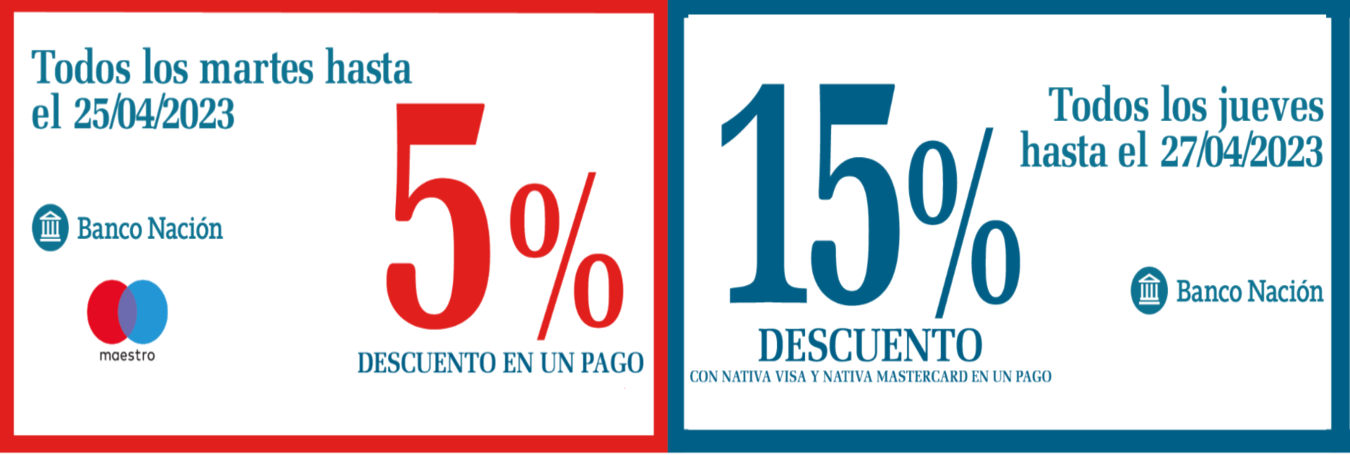 Todos los martes hasta
el 25/04/2023
Banco Nación
maestro
5%
DESCUENTO EN UN PAGO
15%
DESCUENTO
CON NATIVA VISA Y NATIVA MASTERCARD EN UN PAGO
Todos los jueves
hasta el 27/04/2023
Banco Nación